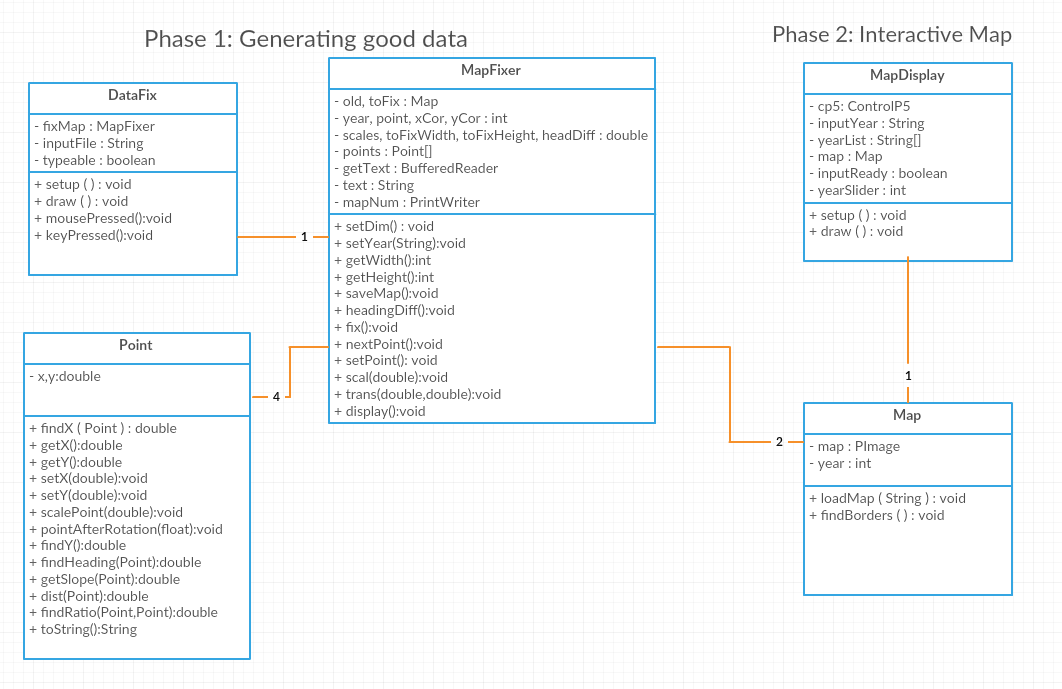 Phase 1: Generating good data
Phase 2: Interactive Map
DataFix
- fixMap : MapFixer
- inputFile : String
- typeable : boolean
+ setup ( ) : void
+ draw ( ) : void
+ mousePressed():void
+ keyPressed():void
1
MapFixer
- old, toFix : Map
- year, point, xCor, yCor : int
- scales, toFixWidth, toFixHeight, headDiff : double
- points : Point[]
- getText : BufferedReader
- text : String
- mapNum : PrintWriter
+ setDim() : void
+ setYear(String):void
+ getWidth():int
+ getHeight():int
+ saveMap():void
+ headingDiff():void
+ fix():void
+ nextPoint():void
+ setPoint(): void
+ scal(double):void
+ trans(double,double):void
+ display():void
Point
- x,y:double
+ findX ( Point ) : double
+ getX():double
+ getY():double
+ setX(double):void
+ setY(double):void
+ scalePoint(double):void
+ pointAfterRotation(float):void
+ findY():double
+ findHeading(Point):double
+ getSlope(Point):double
+ dist(Point):double
+ findRatio(Point,Point):double
+ toString():String
4
2
MapDisplay
- cp5: ControlP5
- inputYear : String
- yearList : String[]
- map : Map
- inputReady : boolean
- yearSlider : int
+ setup ( ) : void
+ draw ( ) : void
1
Map
- map : PImage
- year : int
+ loadMap ( String ) : void
+ findBorders ( ) : void